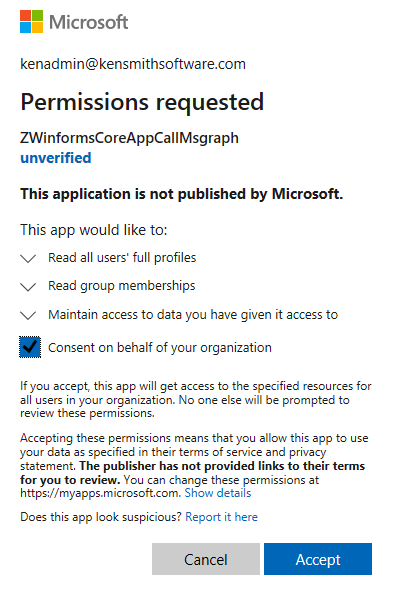 Microsoft
kenadmin@kensmithsoftware.com
Permissions requested
ZWinformsCoreAppCallMsgraph
unverified
This application is not published by Microsoft.
This app would like to:
Read all users' full profiles
Read group memberships
Maintain access to data you have given it access to
Consent on behalf of your organization
If you accept, this app will get access to the specified resources for
all users in your organization. No one else will be prompted to
review these permissions.
Accepting these permissions means that you allow this app to use
your data as specified in their terms of service and privacy
statement. The publisher has not provided links to their terms
for you to review. You can change these permissions at
https://myapps.microsoft.com. Show details
Does this app look suspicious? Report it here
Cancel
Accept